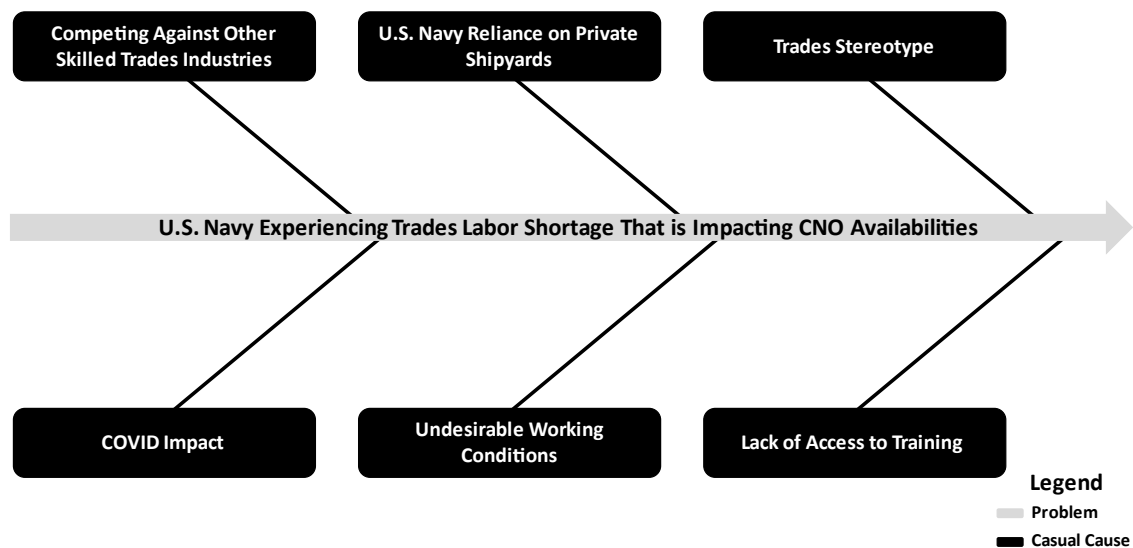 Competing Against Other
Skilled Trades Industries
U.S. Navy Reliance on Private
Shipyards
Trades Stereotype
U.S. Navy Experiencing Trades Labor Shortage That is Impacting CNO Availabilities
COVID Impact
Undesirable Working
Conditions
Lack of Access to Training
Legend
Problem
Casual Cause